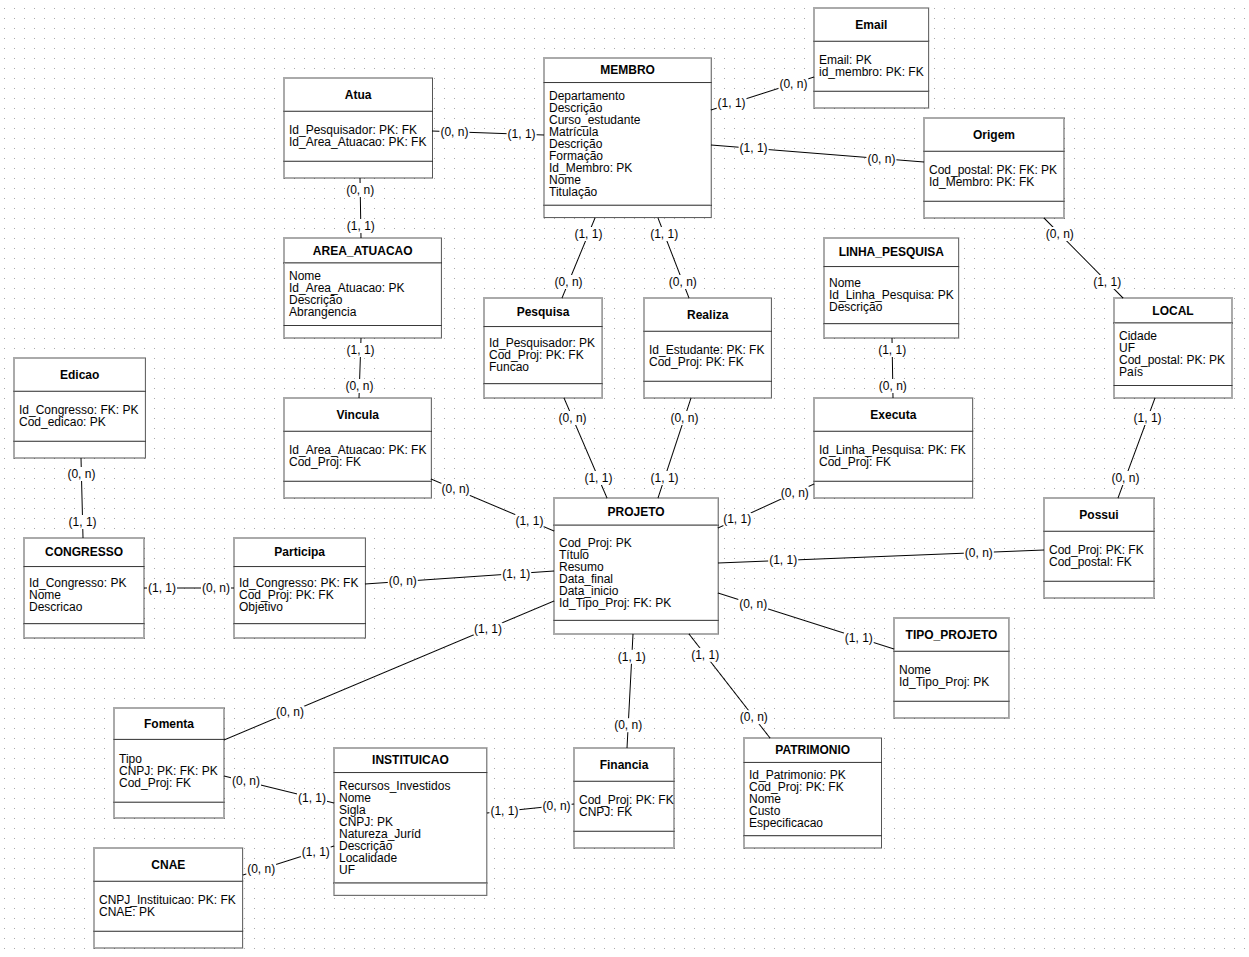 Email
Email: PK
id_membro: PK: FK
(0, n)
(1, 1)
MEMBRO
Departamento
Descrição
Curso_estudante
Matrícula
Descrição
Formação
Id_Membro: PK
Nome
Titulação
Atua
Id_Pesquisador: PK: FK
Id_Area_Atuacao: PK: FK
(0, n)
(1, 1)
(1, 1)
(0, n)
Origem
Cod_postal: PK: FK: PK
Id_Membro: PK: FK
(0, n)
(1, 1)
(1, 1)
(1, 1)
(0, n)
AREA_ATUACAO
Nome
Id_Area_Atuacao: PK
Descrição
Abrangencia
LINHA_PESQUISA
Nome
Id_Linha_Pesquisa: PK
Descrição
(0, n)
(0, n)
(1, 1)
Pesquisa
Id_Pesquisador: PK
Cod_Proj: PK: FK
Funcao
Realiza
Id_Estudante: PK: FK
Cod_Proj: PK: FK
LOCAL
Cidade
UF
Cod_postal: PK: PK
País
(1, 1)
(0, n)
(1, 1)
(0, n)
Edicao
Id_Congresso: FK: PK
Cod_edicao: PK
Vincula
Id_Area_Atuacao: PK: FK
Cod_Proj: FK
Executa
Id_Linha_Pesquisa: PK: FK
Cod_Proj: FK
(0, n)
(0, n)
(1, 1)
(0, n)
(1, 1)
(1, 1)
(0, n)
(0, n)
(1, 1)
(0, n)
(1, 1)
(0, n)
(1, 1)
PROJETO
Cod_Proj: PK
Título
Resumo
Data_final
Data_inicio
Id_Tipo_Proj: FK: PK
Possui
Cod_Proj: PK: FK
Cod_postal: FK
CONGRESSO
Id_Congresso: PK
Nome
Descricao
(1, 1)
(0, n)
Participa
Id_Congresso: PK: FK
Cod_Proj: PK: FK
Objetivo
(0, n)
(1, 1)
(1, 1)
(0, n)
(0, n)
(1, 1)
TIPO_PROJETO
Nome
Id_Tipo_Proj: PK
(1, 1)
(0, n)
(1, 1)
(1, 1)
(0, n)
(0, n)
Fomenta
Tipo
CNPJ: PK: FK: PK
Cod_Proj: FK
(0, n)
(1, 1)
INSTITUICAO
Recursos_Investidos
Nome
Sigla
CNPJ: PK
Natureza_Juríd
Descrição
Localidade
UF
(1, 1)
(0, n)
Financia
Cod_Proj: PK: FK
CNPJ: FK
PATRIMONIO
Id_Patrimonio: PK
Cod_Proj: PK: FK
Nome
Custo
Especificacao
(1, 1)
(0, n)
CNAE
CNPJ_Instituicao: PK: FK
CNAE: PK